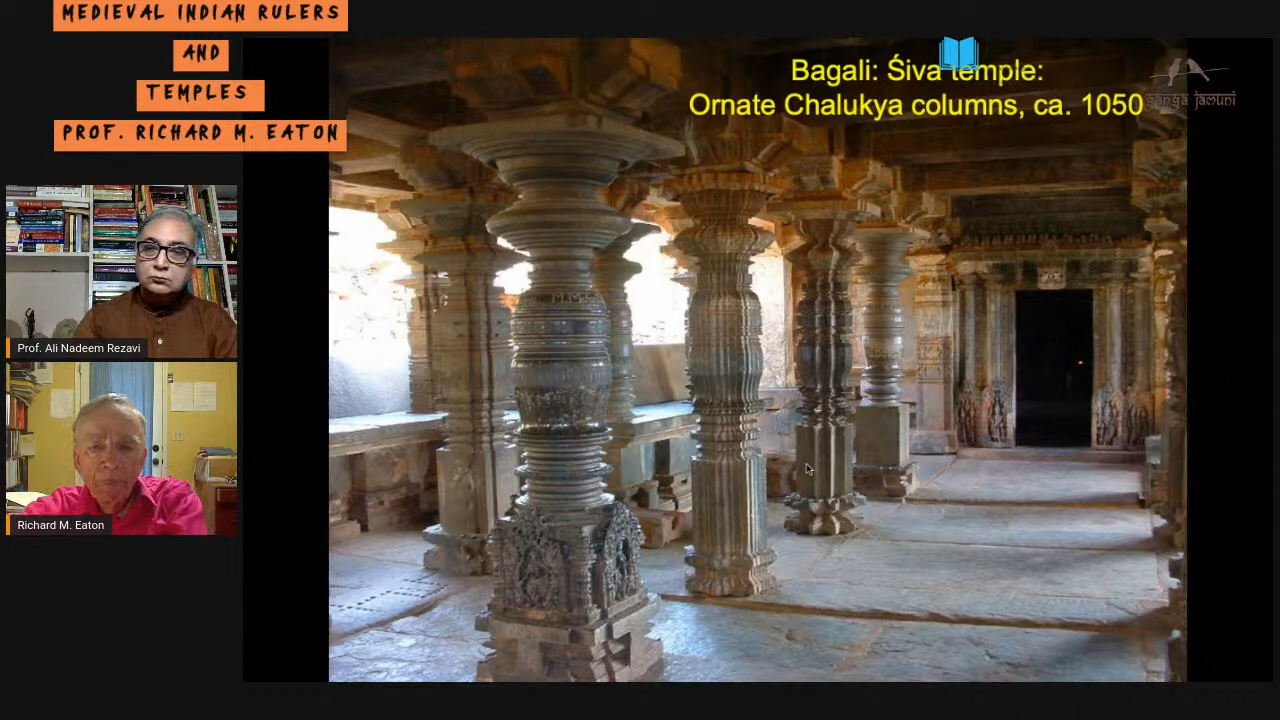 MEDIEVAL INDIAN RULERS
AND
TEMPLES
PROF. RICHARD M. EATON
Bagali: Śiva temple:
Ornate Chalukya columns, ca. 1050
ganga jamuni
Prof. Ali Nadeem Rezavi
Richard M. Eaton